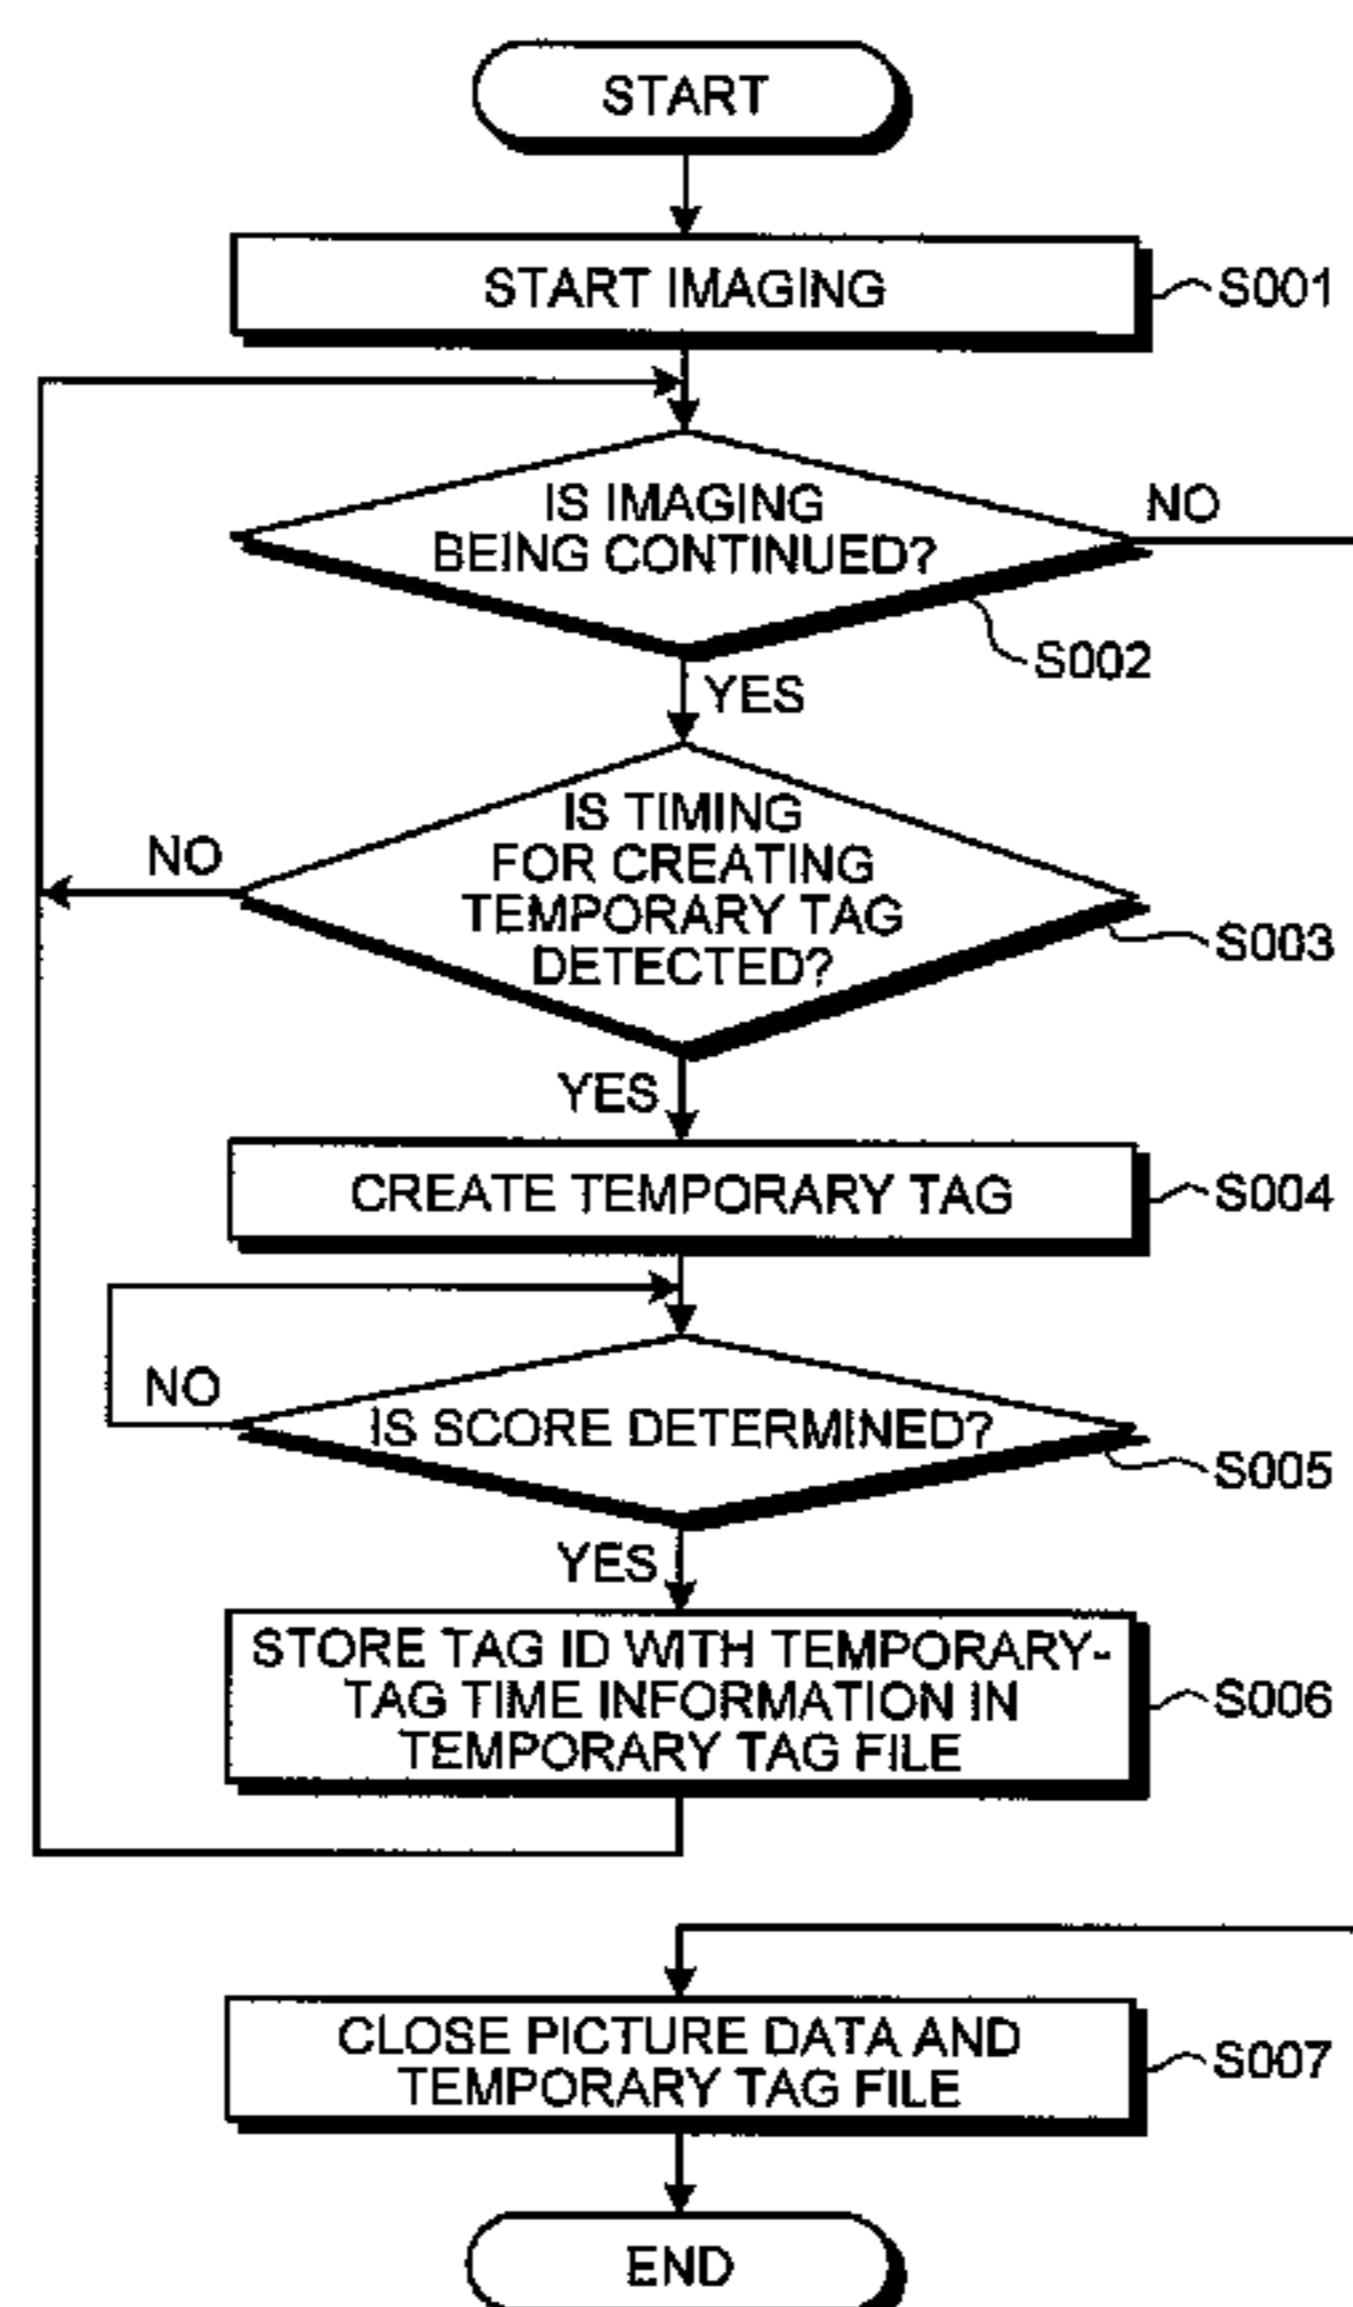 START
START IMAGING
S001
IS IMAGING
BEING CONTINUED?
NO
S002
YES
IS TIMING
FOR CREATING
TEMPORARY TAG
DETECTED?
NO
S003
YES
CREATE TEMPORARY TAG
S004
NO
IS SCORE DETERMINED?
S005
YES
STORE TAG ID WITH TEMPORARY-
TAG TIME INFORMATION IN
TEMPORARY TAG FILE
S006
CLOSE PICTURE DATA AND
TEMPORARY TAG FILE
S007
END